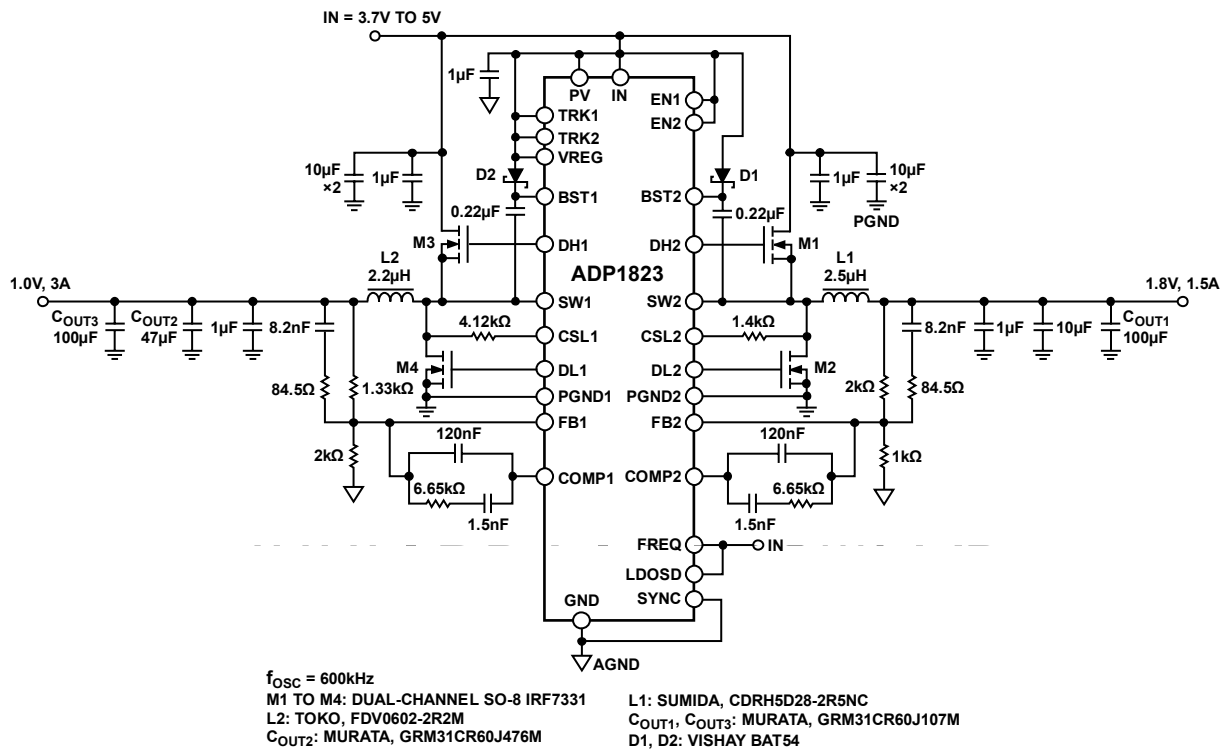 IN = 3.7V TO 5V
1µF
PV
IN
EN1
EN2
TRK1
TRK2
VREG
10µF
×2
1µF
D2
D1
1µF
10µF
×2
PGND
BST1
BST2
0.22µF
0.22µF
M3
DH1
DH2
M1
ADP1823
L2
2.2µH
L1
2.5µH
1.0V, 3A
SW1
SW2
1.8V, 1.5A
COUT3
100µF
COUT2
47µF
1µF
8.2nF
4.12kΩ
CSL1
CSL2
1.4kΩ
8.2nF
1µF
10µF
COUT1
100µF
M4
DL1
DL2
M2
84.5Ω
1.33kΩ
PGND1
PGND2
2kΩ
84.5Ω
FB1
FB2
2kΩ
120nF
120nF
1kΩ
COMP1
COMP2
6.65kΩ
1.5nF
6.65kΩ
1.5nF
FREQ
IN
LDOSD
SYNC
GND
AGND
fOSC = 600kHz
M1 TO M4: DUAL-CHANNEL SO-8 IRF7331
L2: TOKO, FDV0602-2R2M
COUT2: MURATA, GRM31CR60J476M
L1: SUMIDA, CDRH5D28-2R5NC
COUT1, COUT3: MURATA, GRM31CR60J107M
D1, D2: VISHAY BAT54